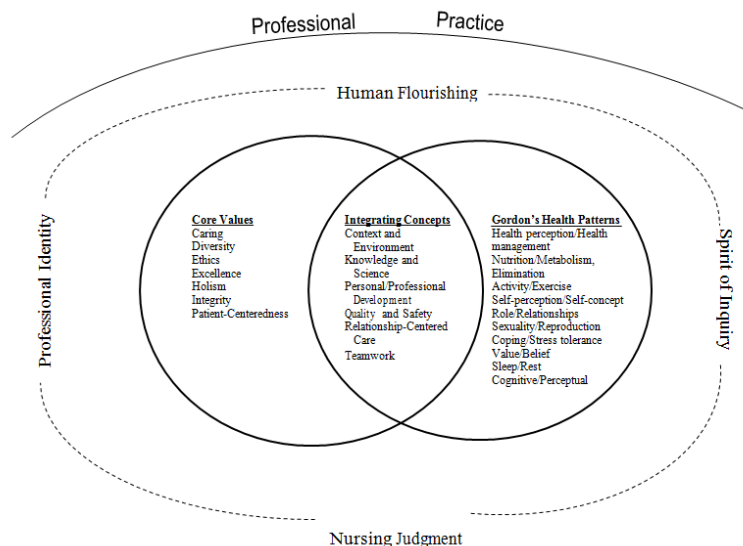 Professional Practice
Human Flourishing
Professional Identity
Core Values
Caring
Diversity
Ethics
Excellence
Holism
Integrity
Patient-Centeredness
Integrating Concepts
Context and
Environment
Knowledge and
Science
Personal/Professional
Development
Quality and Safety
Relationship-Centered
Care
Teamwork
Gordon's Health Patterns
Health perception/Health
management
Nutrition/Metabolism,
Elimination
Activity/Exercise
Self-perception/Self-concept
Role/Relationships
Sexuality/Reproduction
Coping/Stress tolerance
Value/Belief
Sleep/Rest
Cognitive/Perceptual
Spirit of Inquiry
Nursing Judgment